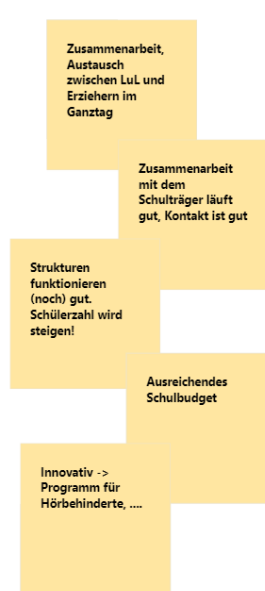 Zusammenarbeit,
Austausch
zwischen LuL und
Erziehern im
Ganztag
Zusammenarbeit
mit dem
Schulträger läuft
gut, Kontakt ist gut
Strukturen
funktionieren
(noch) gut.
Schülerzahl wird
steigen!
Ausreichendes
Schulbudget
Innovativ ->
Programm für
Hörbehinderte, ....